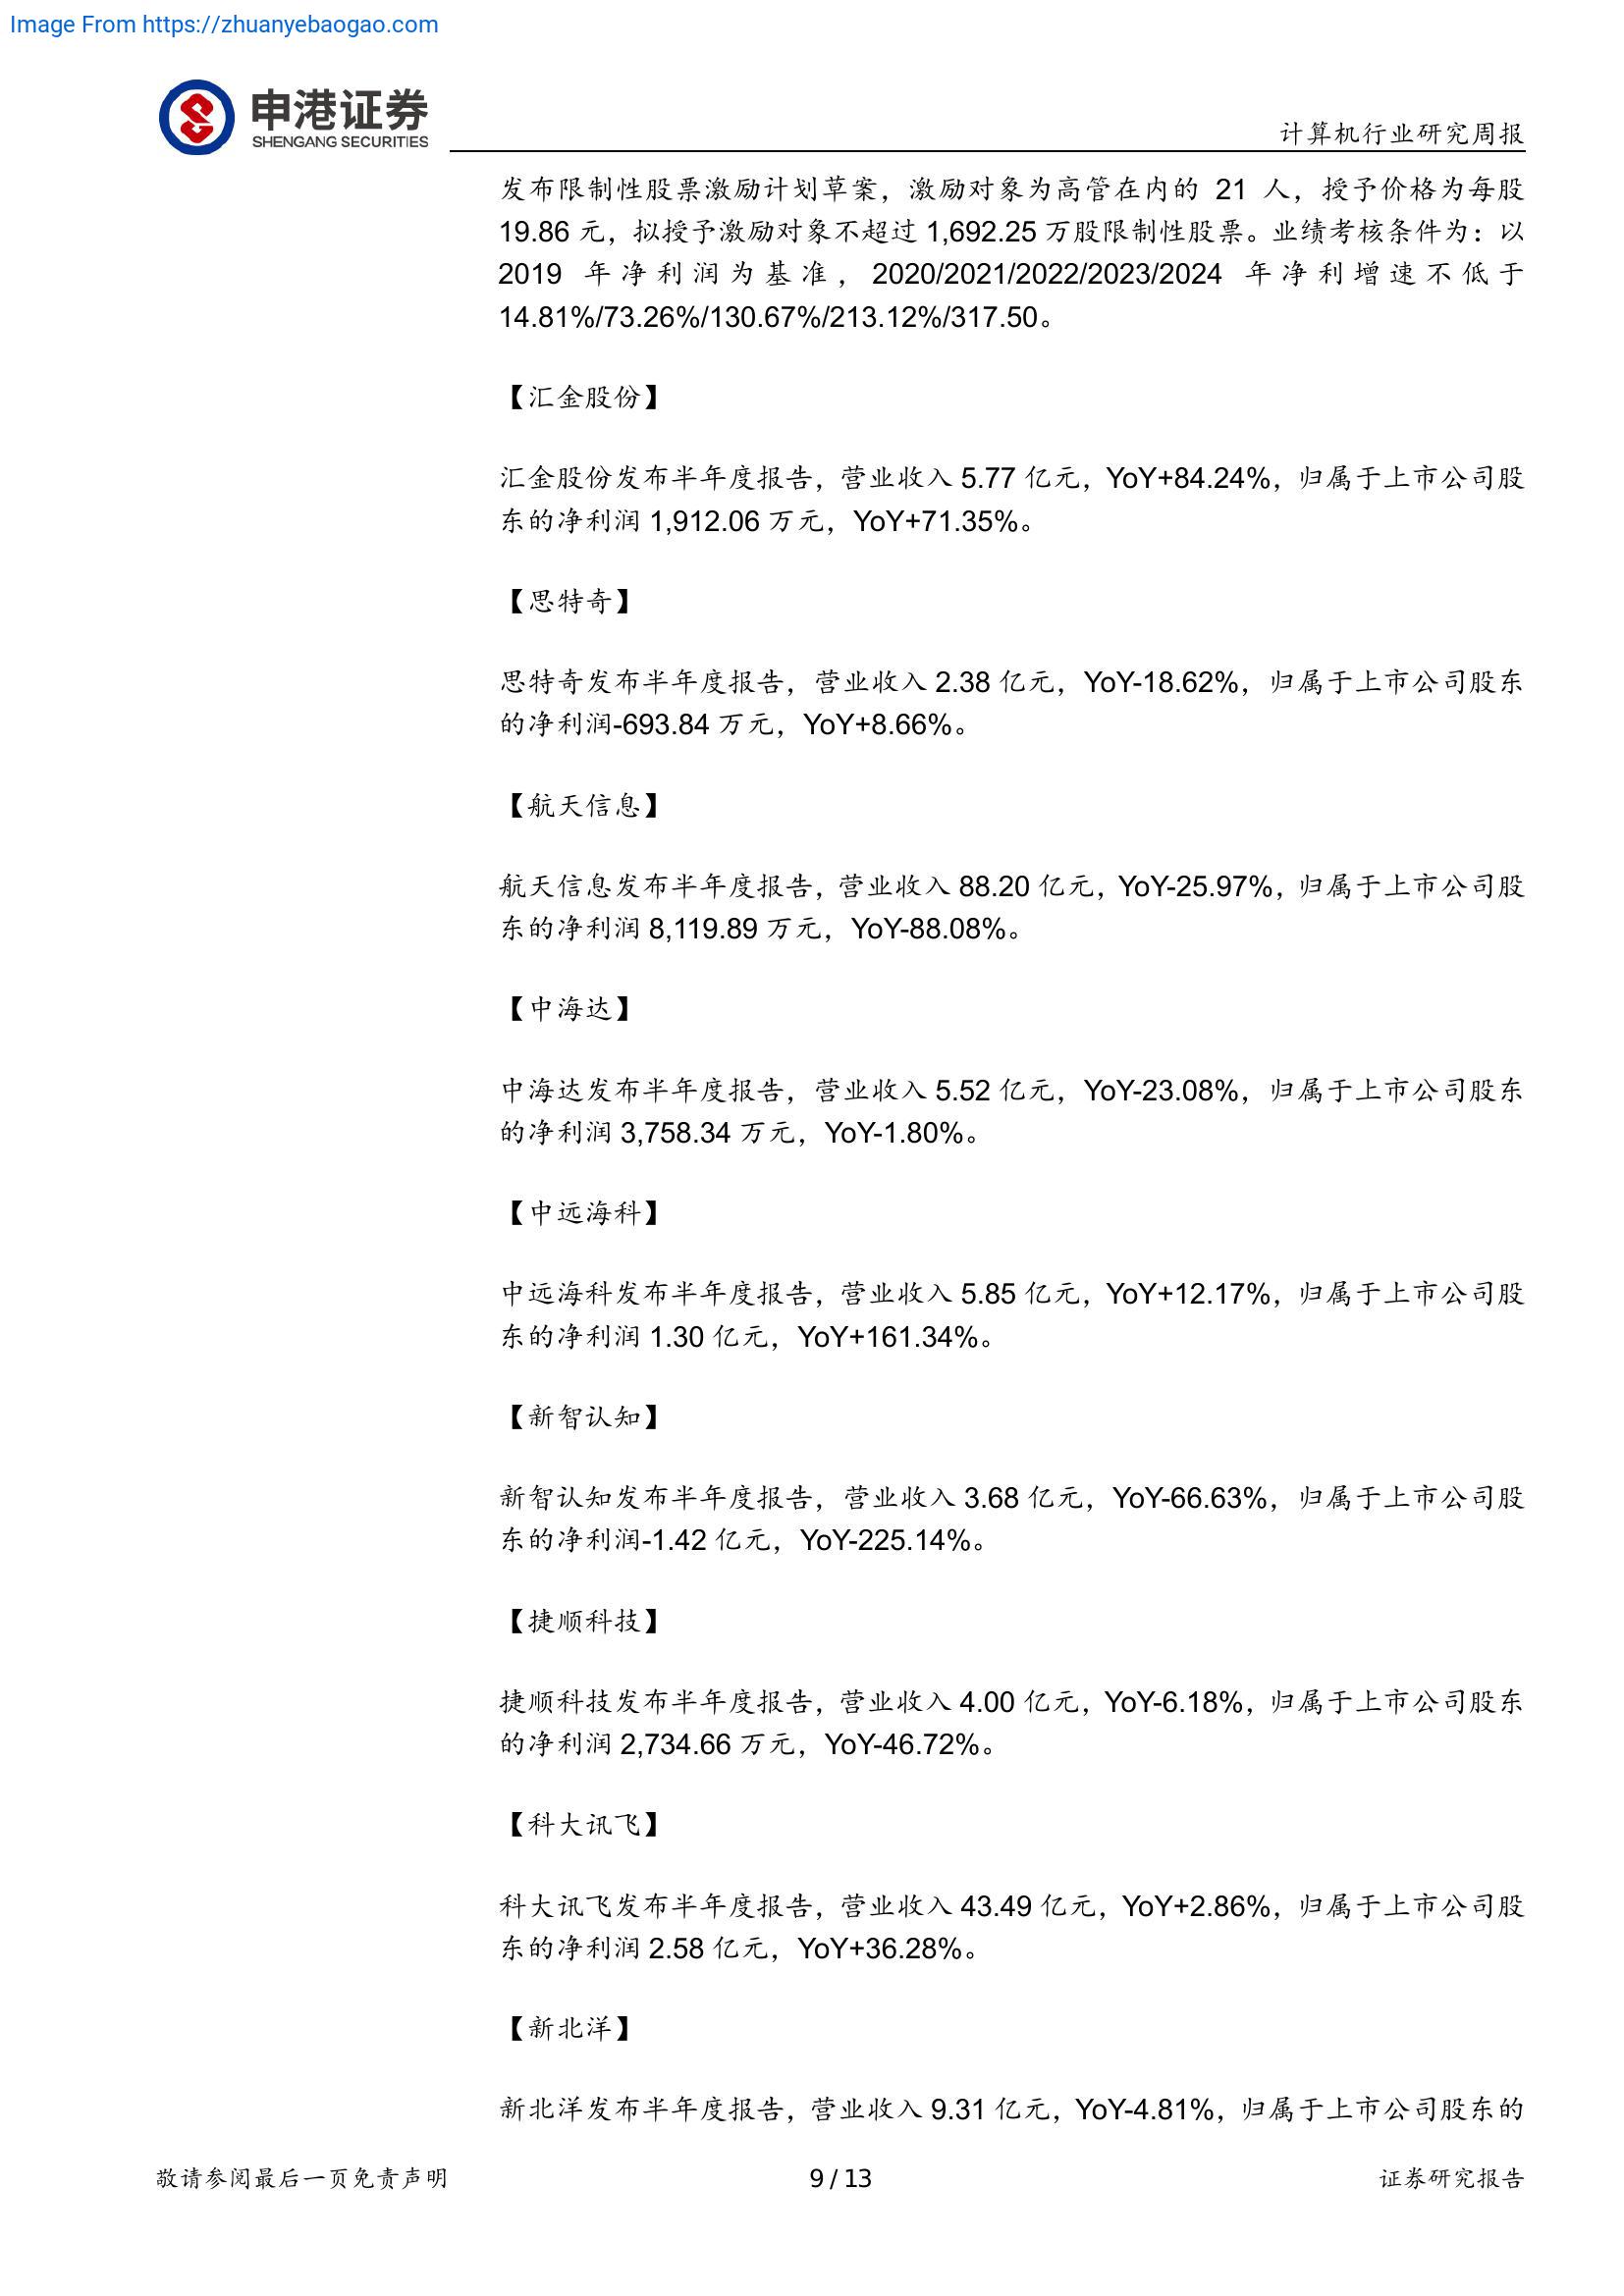 Image From https://zhuanyebaogao.com
申港证券
SHENGANG SECURITIES
计算机行业研究周报
发布限制性股票激励计划草案，激励对象为高管在内的 21 人，授予价格为每股
19.86 元，拟授予激励对象不超过 1,692.25 万股限制性股票。业绩考核条件为：以
2019 年净利润为基准，2020/2021/2022/2023/2024 年净利增速不低于
14.81%/73.26%/130.67%/213.12%/317.50。
【汇金股份】
汇金股份发布半年度报告，营业收入 5.77 亿元，YoY+84.24%，归属于上市公司股
东的净利润 1,912.06 万元，YoY+71.35%。
【思特奇】
思特奇发布半年度报告，营业收入 2.38 亿元，YoY-18.62%，归属于上市公司股东
的净利润-693.84 万元，YoY+8.66%。
【航天信息】
航天信息发布半年度报告，营业收入 88.20 亿元，YoY-25.97%，归属于上市公司股
东的净利润 8,119.89 万元，YoY-88.08%。
【中海达】
中海达发布半年度报告，营业收入 5.52 亿元，YoY-23.08%，归属于上市公司股东
的净利润 3,758.34 万元，YoY-1.80%。
【中远海科】
中远海科发布半年度报告，营业收入 5.85 亿元，YoY+12.17%，归属于上市公司股
东的净利润 1.30 亿元，YoY+161.34%。
【新智认知】
新智认知发布半年度报告，营业收入 3.68 亿元，YoY-66.63%，归属于上市公司股
东的净利润-1.42 亿元，YoY-225.14%。
【捷顺科技】
捷顺科技发布半年度报告，营业收入 4.00 亿元，YoY-6.18%，归属于上市公司股东
的净利润 2,734.66 万元，YoY-46.72%。
【科大讯飞】
科大讯飞发布半年度报告，营业收入 43.49 亿元，YoY+2.86%，归属于上市公司股
东的净利润 2.58 亿元，YoY+36.28%。
【新北洋】
新北洋发布半年度报告，营业收入 9.31 亿元，YoY-4.81%，归属于上市公司股东的
敬请参阅最后一页免责声明
9 / 13
证券研究报告